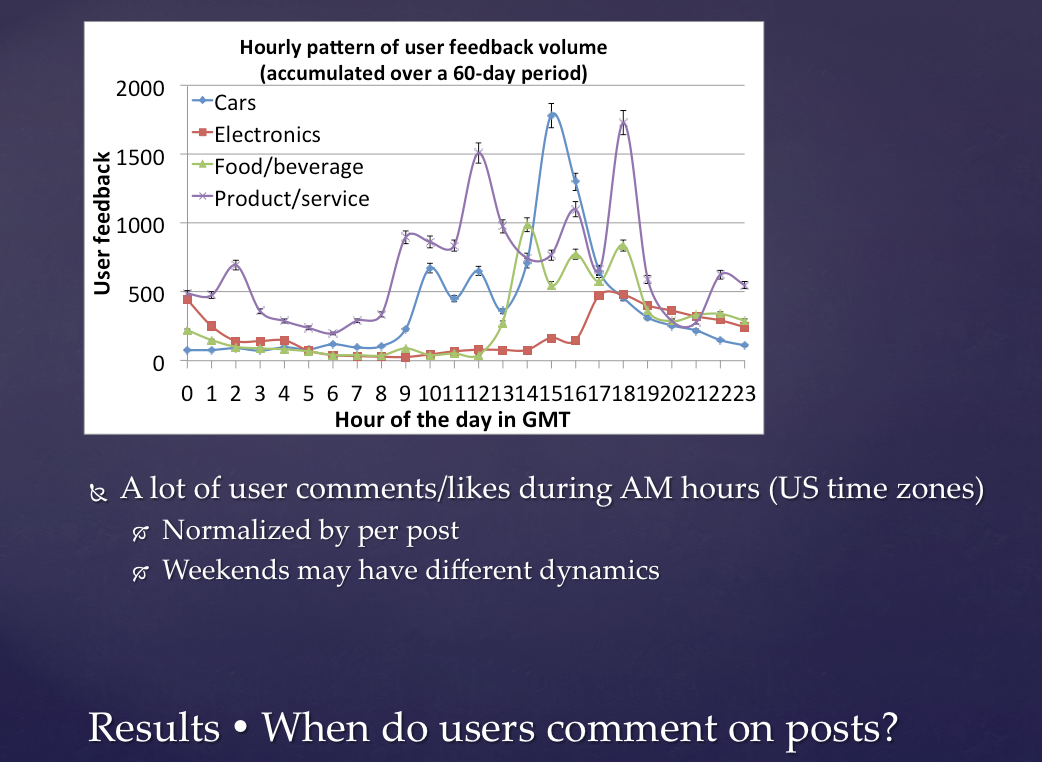 Hourly pattern of user feedback volume
(accumulated over a 60-day period)
2000
1500
1000
500
0
User feedback
Cars
Electronics
Food/beverage
Product/service
0 1 2 3 4 5 6 7 8 9 10 11 12 13 14 15 16 17 18 19 20 21 22 23
Hour of the day in GMT
A lot of user comments/likes during AM hours (US time zones)
Normalized by per post
Weekends may have different dynamics
Results • When do users comment on posts?